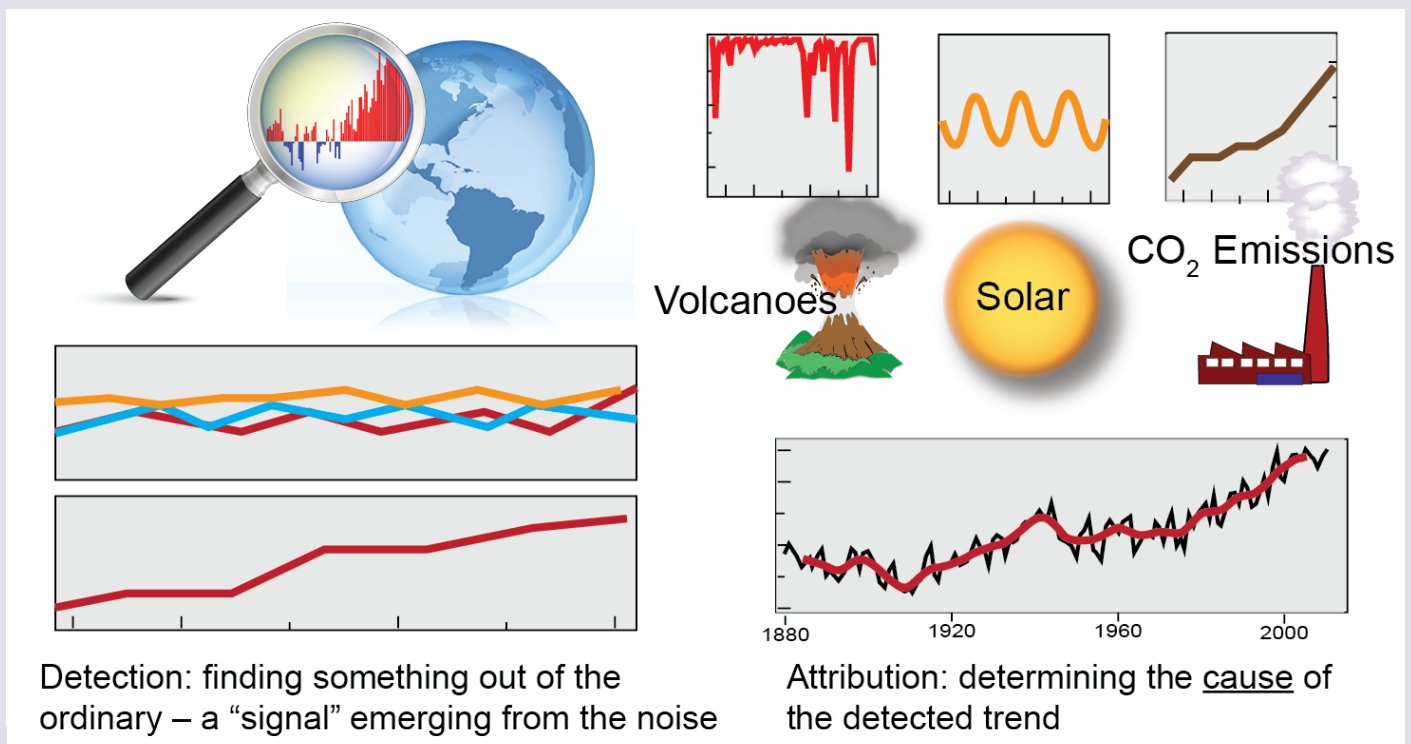 Volcanoes
Solar
CO₂ Emissions
1880 1920 1960 2000
Detection: finding something out of the
ordinary – a “signal” emerging from the noise
Attribution: determining the cause of
the detected trend